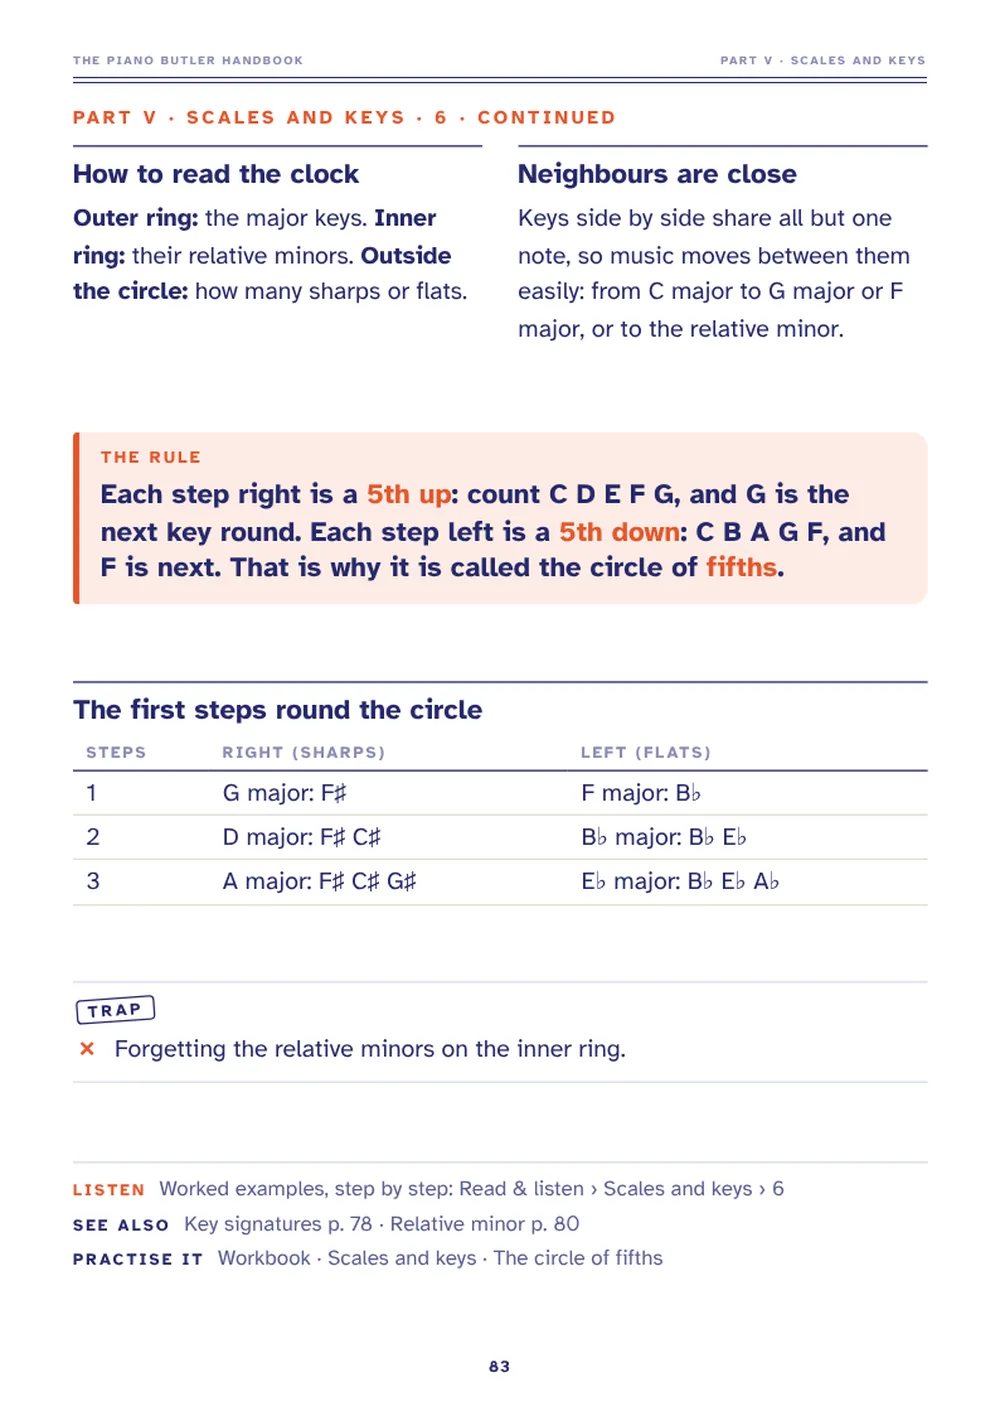 THE PIANO BUTLER HANDBOOK
PART V · SCALES AND KEYS
PART V · SCALES AND KEYS · 6 · CONTINUED
How to read the clock
Outer ring: the major keys. Inner
ring: their relative minors. Outside
the circle: how many sharps or flats.
Neighbours are close
Keys side by side share all but one
note, so music moves between them
easily: from C major to G major or F
major, or to the relative minor.
THE RULE
Each step right is a 5th up: count C D E F G, and G is the
next key round. Each step left is a 5th down: C B A G F, and
F is next. That is why it is called the circle of fifths.
The first steps round the circle
STEPS RIGHT (SHARPS) LEFT (FLATS)
1 G major: F♯ F major: B♭
2 D major: F♯ C♯ B♭ major: B♭ E♭
3 A major: F♯ C♯ G♯ E♭ major: B♭ E♭ A♭
TRAP
× Forgetting the relative minors on the inner ring.
LISTEN Worked examples, step by step: Read & listen › Scales and keys › 6
SEE ALSO Key signatures p. 78 · Relative minor p. 80
PRACTISE IT Workbook · Scales and keys · The circle of fifths
83